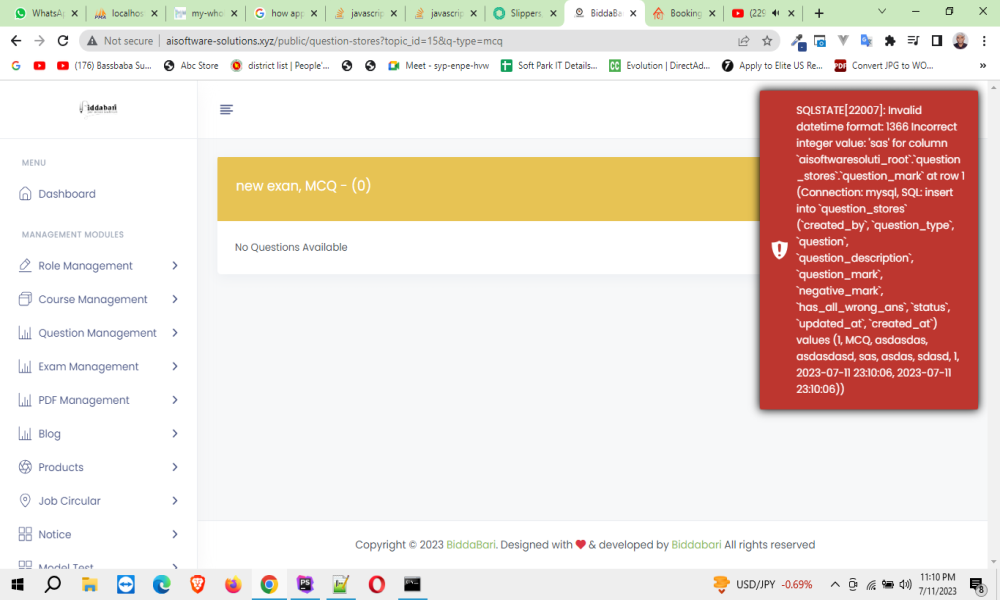 WhatsA
localhos
my-who
how app
javascrip
javascrip
Slippers
BiddaBa
Booking
(229
Not secure
aisoftware-solutions.xyz/public/question-stores?topic_id=15&q-type=mcq
(176) Bassbaba Su...
Abc Store
district list | People'...
Meet - syp-enpe-hvw
Soft Park IT Details...
Evolution | DirectAd...
Apply to Elite US Re...
Convert JPG to WO...
iddabari
MENU
Dashboard
MANAGEMENT MODULES
Role Management
Course Management
Question Management
Exam Management
PDF Management
Blog
Products
Job Circular
Notice
Model Test
new exan, MCQ - (0)
No Questions Available
SQLSTATE[22007]: Invalid
datetime format: 1366 Incorrect
integer value: 'sas' for column
`aisoftwaresoluti_root`.`question
_stores`.`question_mark` at row 1
(Connection: mysql, SQL: insert
into `question_stores`
(`created_by`, `question_type`,
`question`,
`question_description`,
`question_mark`,
`negative_mark`,
`has_all_wrong_ans`, `status`,
`updated_at`, `created_at`)
values (1, MCQ, asdasdas,
asdasdasd, sas, asdas, sdasd, 1,
2023-07-11 23:10:06, 2023-07-11
23:10:06))
Copyright © 2023 BiddaBari. Designed with ❤ & developed by Biddabari All rights reserved
USD/JPY -0.69%
11:10 PM
7/11/2023
8